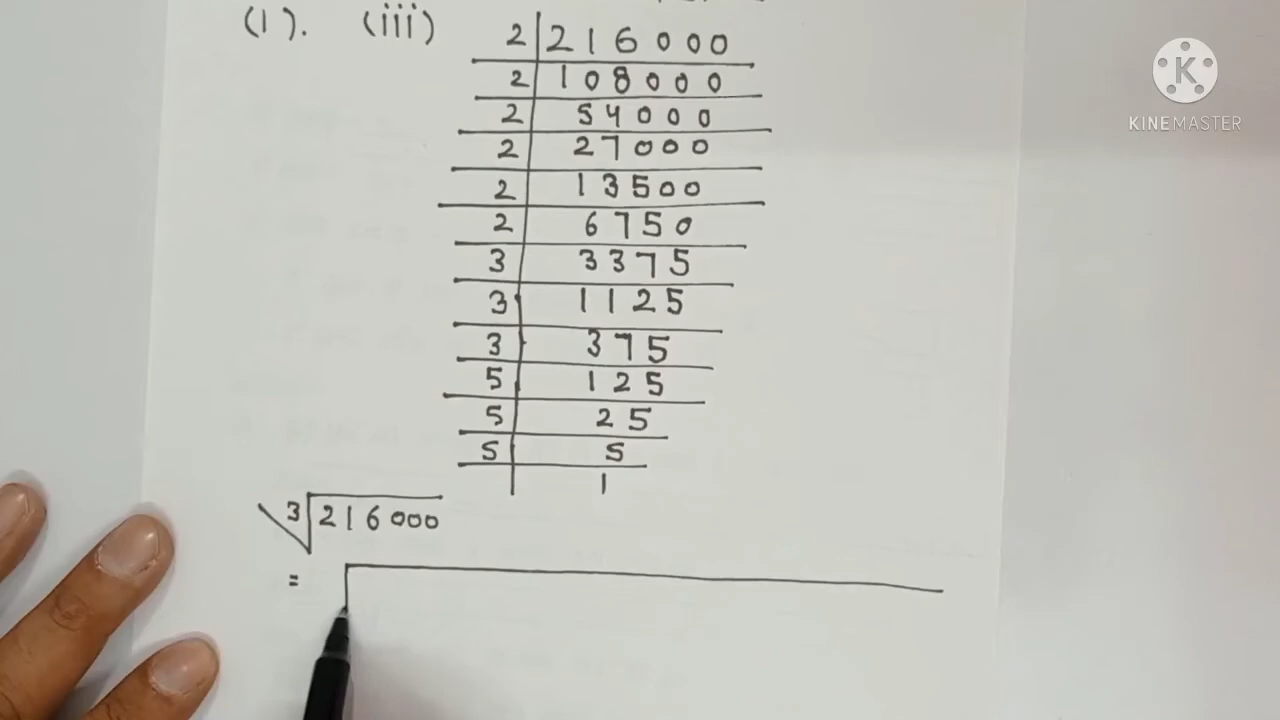 (1). (iii) 2 | 216000
2 | 108000
2 | 54000
2 | 27000
2 | 13500
2 | 6750
3 | 3375
3 | 1125
3 | 375
5 | 125
5 | 25
5 | 5
1
∛216000
=
K
KINEMASTER